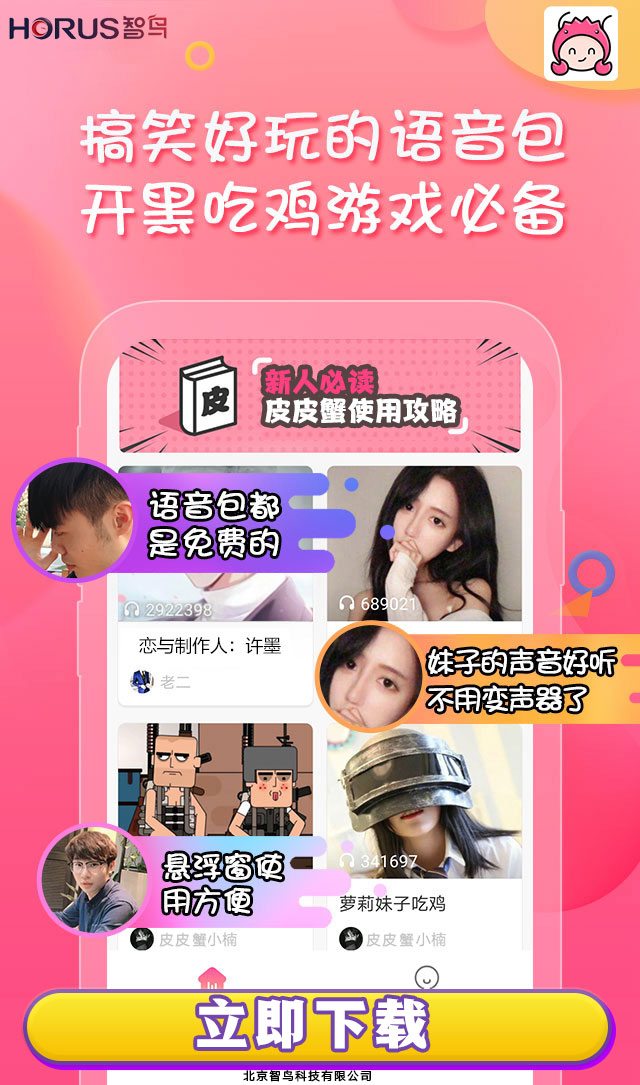 HORUS智鸟
搞笑好玩的语音包
开黑吃鸡游戏必备
皮
新人必读
皮皮蟹使用攻略
语音包都
是免费的
2922398
689021
恋与制作人：许墨
老二
妹子的声音好听
不用变声器了
341697
悬浮窗使
用方便
萝莉妹子吃鸡
皮皮蟹小楠
皮皮蟹小楠
立即下载
北京智鸟科技有限公司